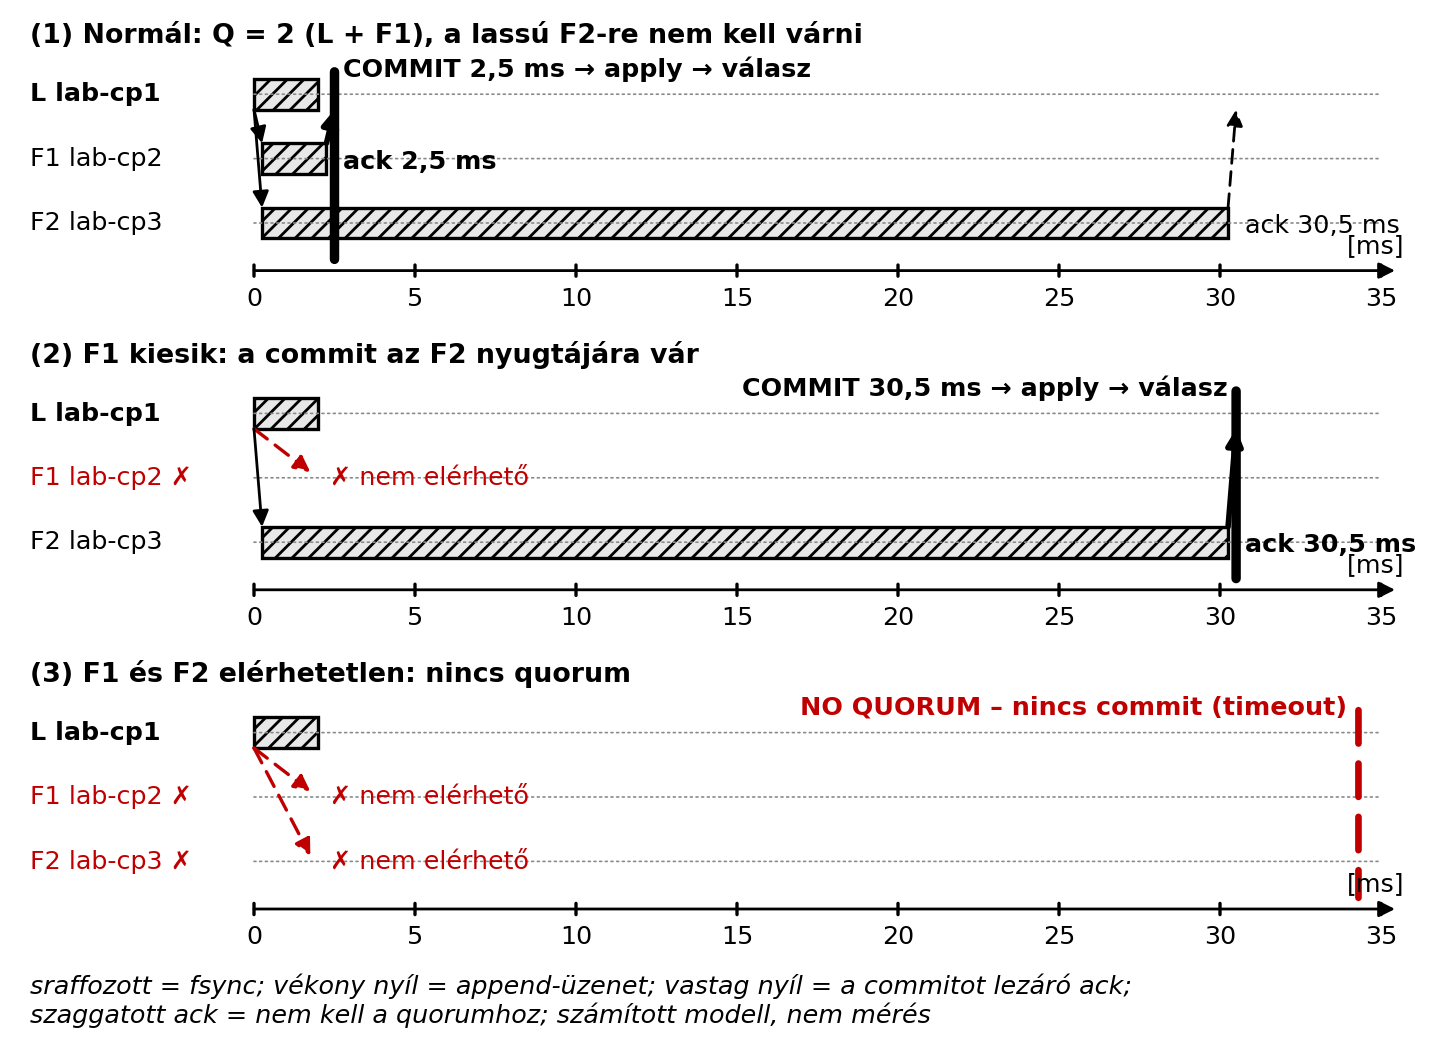 (1) Normál: Q = 2 (L + F1), a lassú F2-re nem kell várni
COMMIT 2,5 ms → apply → válasz
L lab-cp1
F1 lab-cp2
ack 2,5 ms
F2 lab-cp3
ack 30,5 ms
[ms]
0 5 10 15 20 25 30 35
(2) F1 kiesik: a commit az F2 nyugtájára vár
COMMIT 30,5 ms → apply → válasz
L lab-cp1
F1 lab-cp2 ✗
✗ nem elérhető
F2 lab-cp3
ack 30,5 ms
[ms]
0 5 10 15 20 25 30 35
(3) F1 és F2 elérhetetlen: nincs quorum
NO QUORUM – nincs commit (timeout)
L lab-cp1
F1 lab-cp2 ✗
✗ nem elérhető
F2 lab-cp3 ✗
✗ nem elérhető
[ms]
0 5 10 15 20 25 30 35
sraffozott = fsync; vékony nyíl = append-üzenet; vastag nyíl = a commitot lezáró ack;
szaggatott ack = nem kell a quorumhoz; számított modell, nem mérés